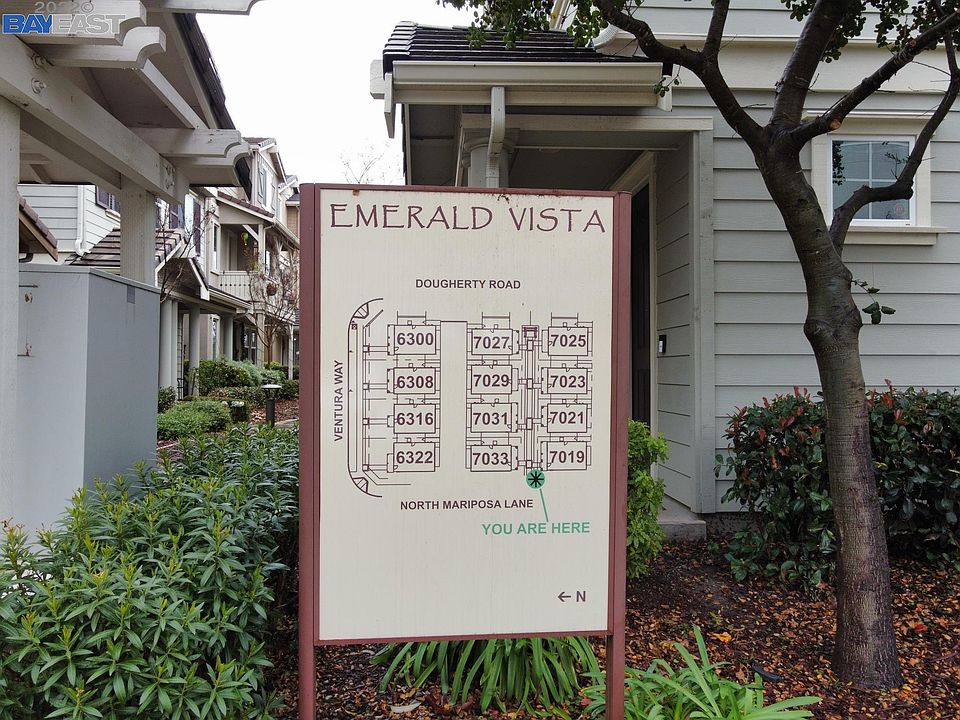 2022©
BAYEAST
EMERALD VISTA
DOUGHERTY ROAD
6300 7027 7025
6308 7029 7023
6316 7031 7021
6322 7033 7019
VENTURA WAY
NORTH MARIPOSA LANE
YOU ARE HERE
← N